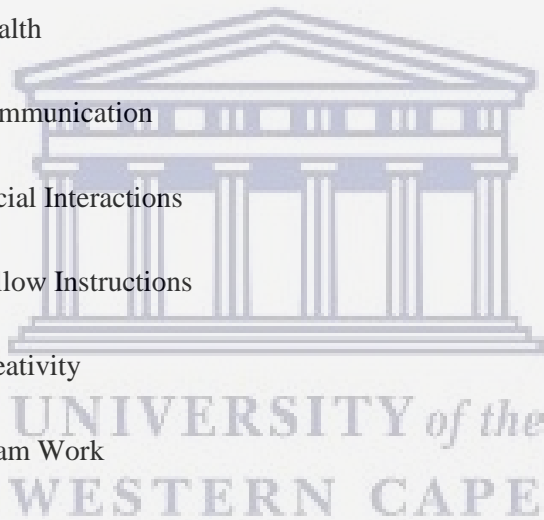 alth
mmunication
cial Interactions
llow Instructions
eativity
UNIVERSITY of the
am Work
WESTERN CAPE